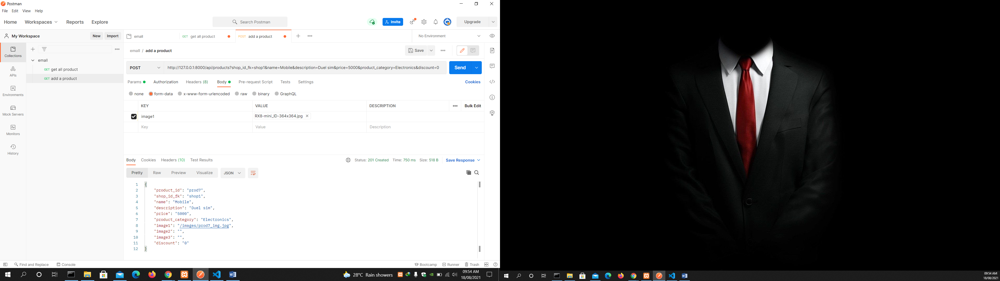 Postman
File Edit View Help
Home Workspaces Reports Explore
Search Postman
Invite
Upgrade
My Workspace
New Import
emall
GET get all product
POST add a product
No Environment
Collections
APIs
Environments
Mock Servers
Monitors
History
emall
GET get all product
GET add a product
emall / add a product
Save
POST
http://127.0.0.1:8000/api/products?shop_id_fk=shop1&name=Mobile&description=Duel sim&price=5000&product_category=Electronics&discount=0
Send
Params Authorization Headers (8) Body Pre-request Script Tests Settings
Cookies
none form-data x-www-form-urlencoded raw binary GraphQL
KEY VALUE DESCRIPTION
Bulk Edit
image1 RX8-mini_ID-364x364.jpg
Key Value Description
Body Cookies Headers (10) Test Results
Status: 201 Created Time: 750 ms Size: 518 B
Save Response
Pretty Raw Preview Visualize JSON
1 {
2 "product_id": "prod7",
3 "shop_id_fk": "shop1",
4 "name": "Mobile",
5 "description": "Duel sim",
6 "price": "5000",
7 "product_category": "Electronics",
8 "image1": "/images/prod7_img.jpg",
9 "image2": "",
10 "image3": "",
11 "discount": "0"
12 }
Find and Replace Console
Bootcamp Runner Trash
28°C Rain showers
09:54 AM
18/08/2021
09:54 AM
18/08/2021